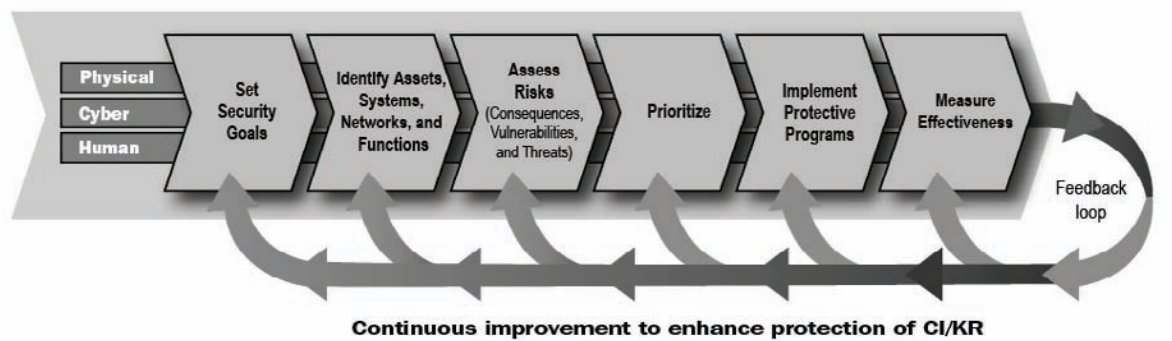 Physical
Cyber
Human
Set
Security
Goals
Identify Assets,
Systems,
Networks, and
Functions
Assess
Risks
(Consequences,
Vulnerabilities,
and Threats)
Prioritize
Implement
Protective
Programs
Measure
Effectiveness
Feedback
loop
Continuous improvement to enhance protection of CI/KR